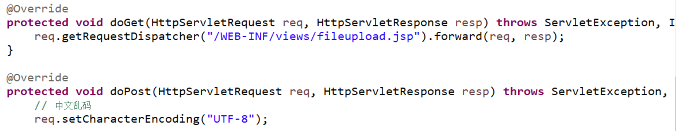 @Override
protected void doGet(HttpServletRequest req, HttpServletResponse resp) throws ServletException, I
req.getRequestDispatcher("/WEB-INF/views/fileupload.jsp").forward(req, resp);
}
@Override
protected void doPost(HttpServletRequest req, HttpServletResponse resp) throws ServletException,
// 中文乱码
req.setCharacterEncoding("UTF-8");